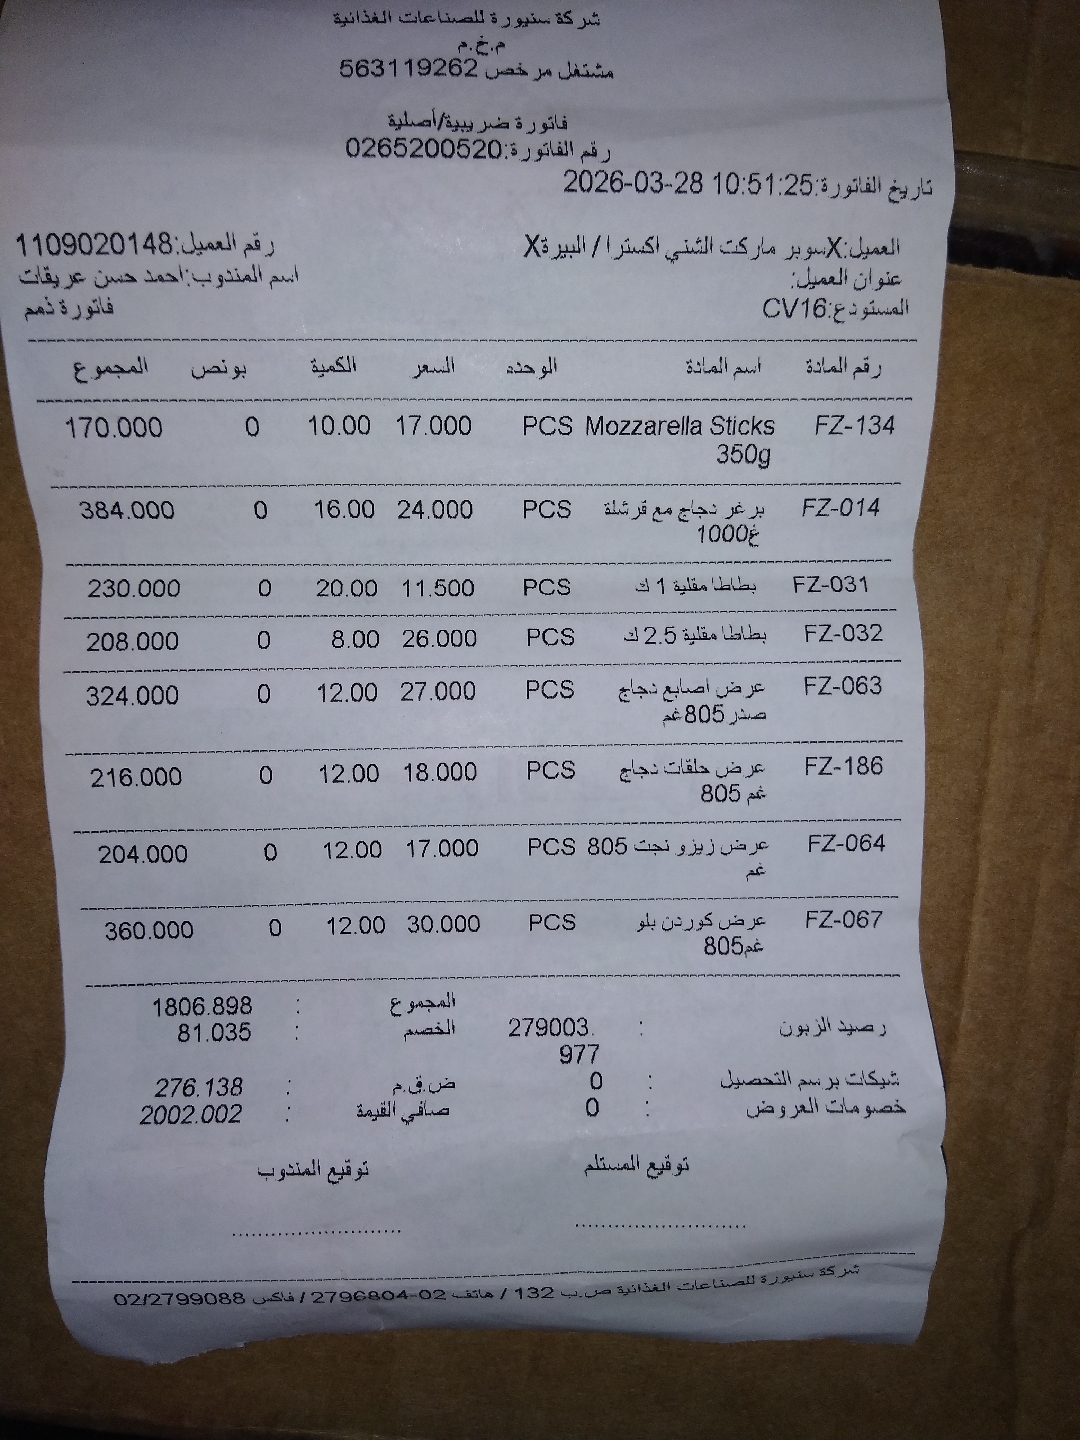 شركة سنيورة للصناعات الغذائية
م.خ.م
مشتغل مرخص 563119262
فاتورة ضريبية/أصلية
رقم الفاتورة:0265200520
تاريخ الفاتورة:2026-03-28 10:51:25
العميل:Xسوبر ماركت الشني اكسترا / البيرةX رقم العميل:1109020148
عنوان العميل: اسم المندوب:احمد حسن عريقات
المستودع:CV16 فاتورة ذمم
رقم المادة اسم المادة الوحده السعر الكمية بونص المجموع
FZ-134 Mozzarella Sticks PCS 17.000 10.00 0 170.000
350g
FZ-014 برغر دجاج مع قرشلة PCS 24.000 16.00 0 384.000
1000غ
FZ-031 بطاطا مقلية 1 ك PCS 11.500 20.00 0 230.000
FZ-032 بطاطا مقلية 2.5 ك PCS 26.000 8.00 0 208.000
FZ-063 عرض اصابع دجاج PCS 27.000 12.00 0 324.000
صدر 805غم
FZ-186 عرض حلقات دجاج PCS 18.000 12.00 0 216.000
805 غم
FZ-064 عرض زيزو نجت 805 PCS 17.000 12.00 0 204.000
غم
FZ-067 عرض كوردن بلو PCS 30.000 12.00 0 360.000
805غم
المجموع : 1806.898
رصيد الزبون : 279003. الخصم : 81.035
977
شيكات برسم التحصيل : 0 ض.ق.م : 276.138
خصومات العروض : 0 صافي القيمة : 2002.002
توقيع المستلم توقيع المندوب
........................ ........................
شركة سنيورة للصناعات الغذائية ص.ب 132 / هاتف 02-2796804 / فاكس 02/2799088